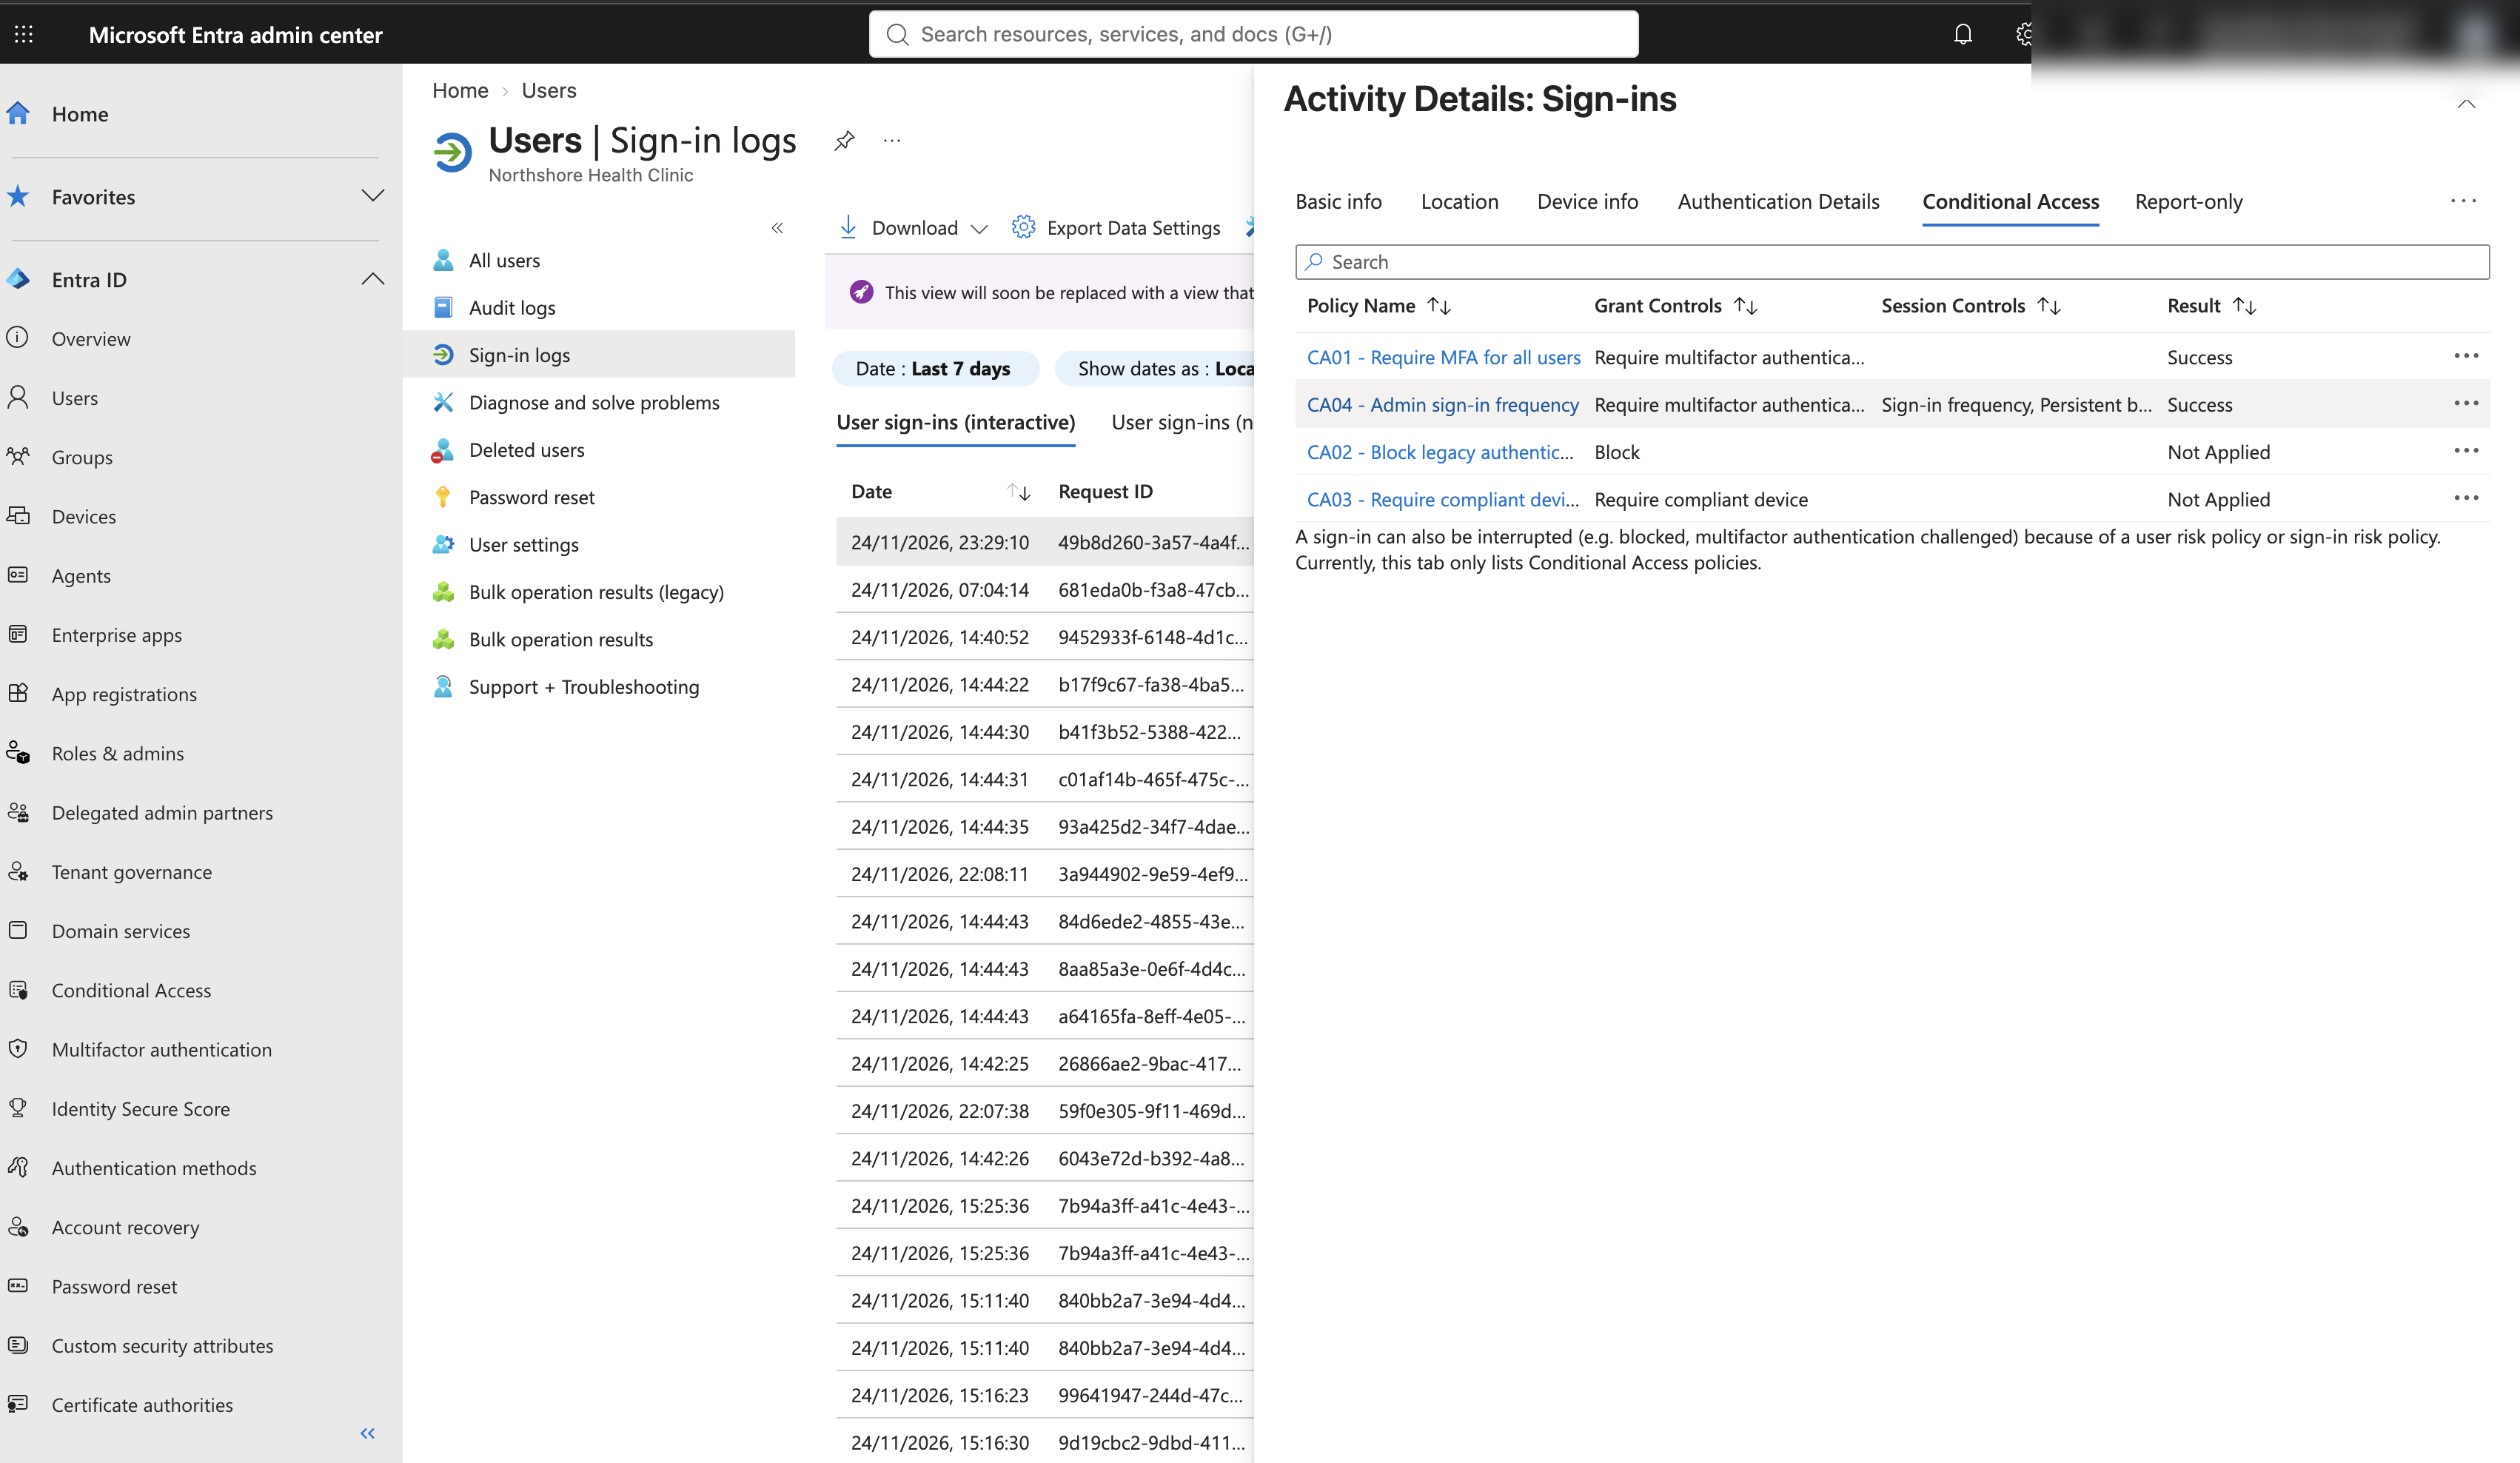 Microsoft Entra admin center
Search resources, services, and docs (G+/)
Home
Favorites
Entra ID
Overview
Users
Groups
Devices
Agents
Enterprise apps
App registrations
Roles & admins
Delegated admin partners
Tenant governance
Domain services
Conditional Access
Multifactor authentication
Identity Secure Score
Authentication methods
Account recovery
Password reset
Custom security attributes
Certificate authorities
Home > Users
Users | Sign-in logs
Northshore Health Clinic
All users
Audit logs
Sign-in logs
Diagnose and solve problems
Deleted users
Password reset
User settings
Bulk operation results (legacy)
Bulk operation results
Support + Troubleshooting
Download Export Data Settings
This view will soon be replaced with a view that
Date : Last 7 days Show dates as : Loca
User sign-ins (interactive) User sign-ins (n
Date Request ID
24/11/2026, 23:29:10 49b8d260-3a57-4a4f...
24/11/2026, 07:04:14 681eda0b-f3a8-47cb...
24/11/2026, 14:40:52 9452933f-6148-4d1c...
24/11/2026, 14:44:22 b17f9c67-fa38-4ba5...
24/11/2026, 14:44:30 b41f3b52-5388-422...
24/11/2026, 14:44:31 c01af14b-465f-475c-...
24/11/2026, 14:44:35 93a425d2-34f7-4dae...
24/11/2026, 22:08:11 3a944902-9e59-4ef9...
24/11/2026, 14:44:43 84d6ede2-4855-43e...
24/11/2026, 14:44:43 8aa85a3e-0e6f-4d4c...
24/11/2026, 14:44:43 a64165fa-8eff-4e05-...
24/11/2026, 14:42:25 26866ae2-9bac-417...
24/11/2026, 22:07:38 59f0e305-9f11-469d...
24/11/2026, 14:42:26 6043e72d-b392-4a8...
24/11/2026, 15:25:36 7b94a3ff-a41c-4e43-...
24/11/2026, 15:25:36 7b94a3ff-a41c-4e43-...
24/11/2026, 15:11:40 840bb2a7-3e94-4d4...
24/11/2026, 15:11:40 840bb2a7-3e94-4d4...
24/11/2026, 15:16:23 99641947-244d-47c...
24/11/2026, 15:16:30 9d19cbc2-9dbd-411...
Activity Details: Sign-ins
Basic info Location Device info Authentication Details Conditional Access Report-only
Search
Policy Name Grant Controls Session Controls Result
CA01 - Require MFA for all users Require multifactor authentica... Success
CA04 - Admin sign-in frequency Require multifactor authentica... Sign-in frequency, Persistent b... Success
CA02 - Block legacy authentic... Block Not Applied
CA03 - Require compliant devi... Require compliant device Not Applied
A sign-in can also be interrupted (e.g. blocked, multifactor authentication challenged) because of a user risk policy or sign-in risk policy.
Currently, this tab only lists Conditional Access policies.